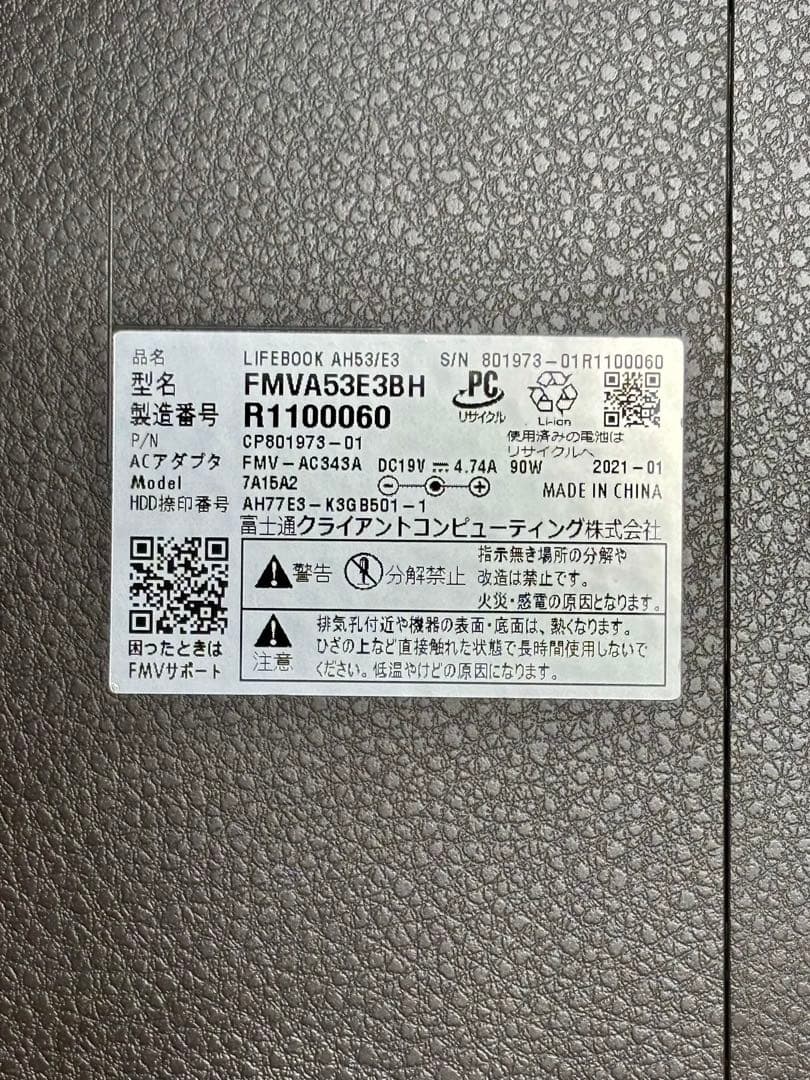 品名 LIFEBOOK AH53/E3 S/N 801973-01R1100060
型名 FMVA53E3BH
製造番号 R1100060
PC
リサイクル
Li-ion
使用済みの電池は
リサイクルへ
P/N CP801973-01
ACアダプタ FMV-AC343A DC19V 4.74A 90W 2021-01
Model 7A15A2
MADE IN CHINA
HDD捺印番号 AH77E3-K3GB501-1
富士通クライアントコンピューティング株式会社
警告 分解禁止
指示無き場所の分解や
改造は禁止です。
火災・感電の原因となります。
注意
排気孔付近や機器の表面・底面は、熱くなります。
ひざの上など直接触れた状態で長時間使用しないで
ください。低温やけどの原因になります。
困ったときは
FMVサポート